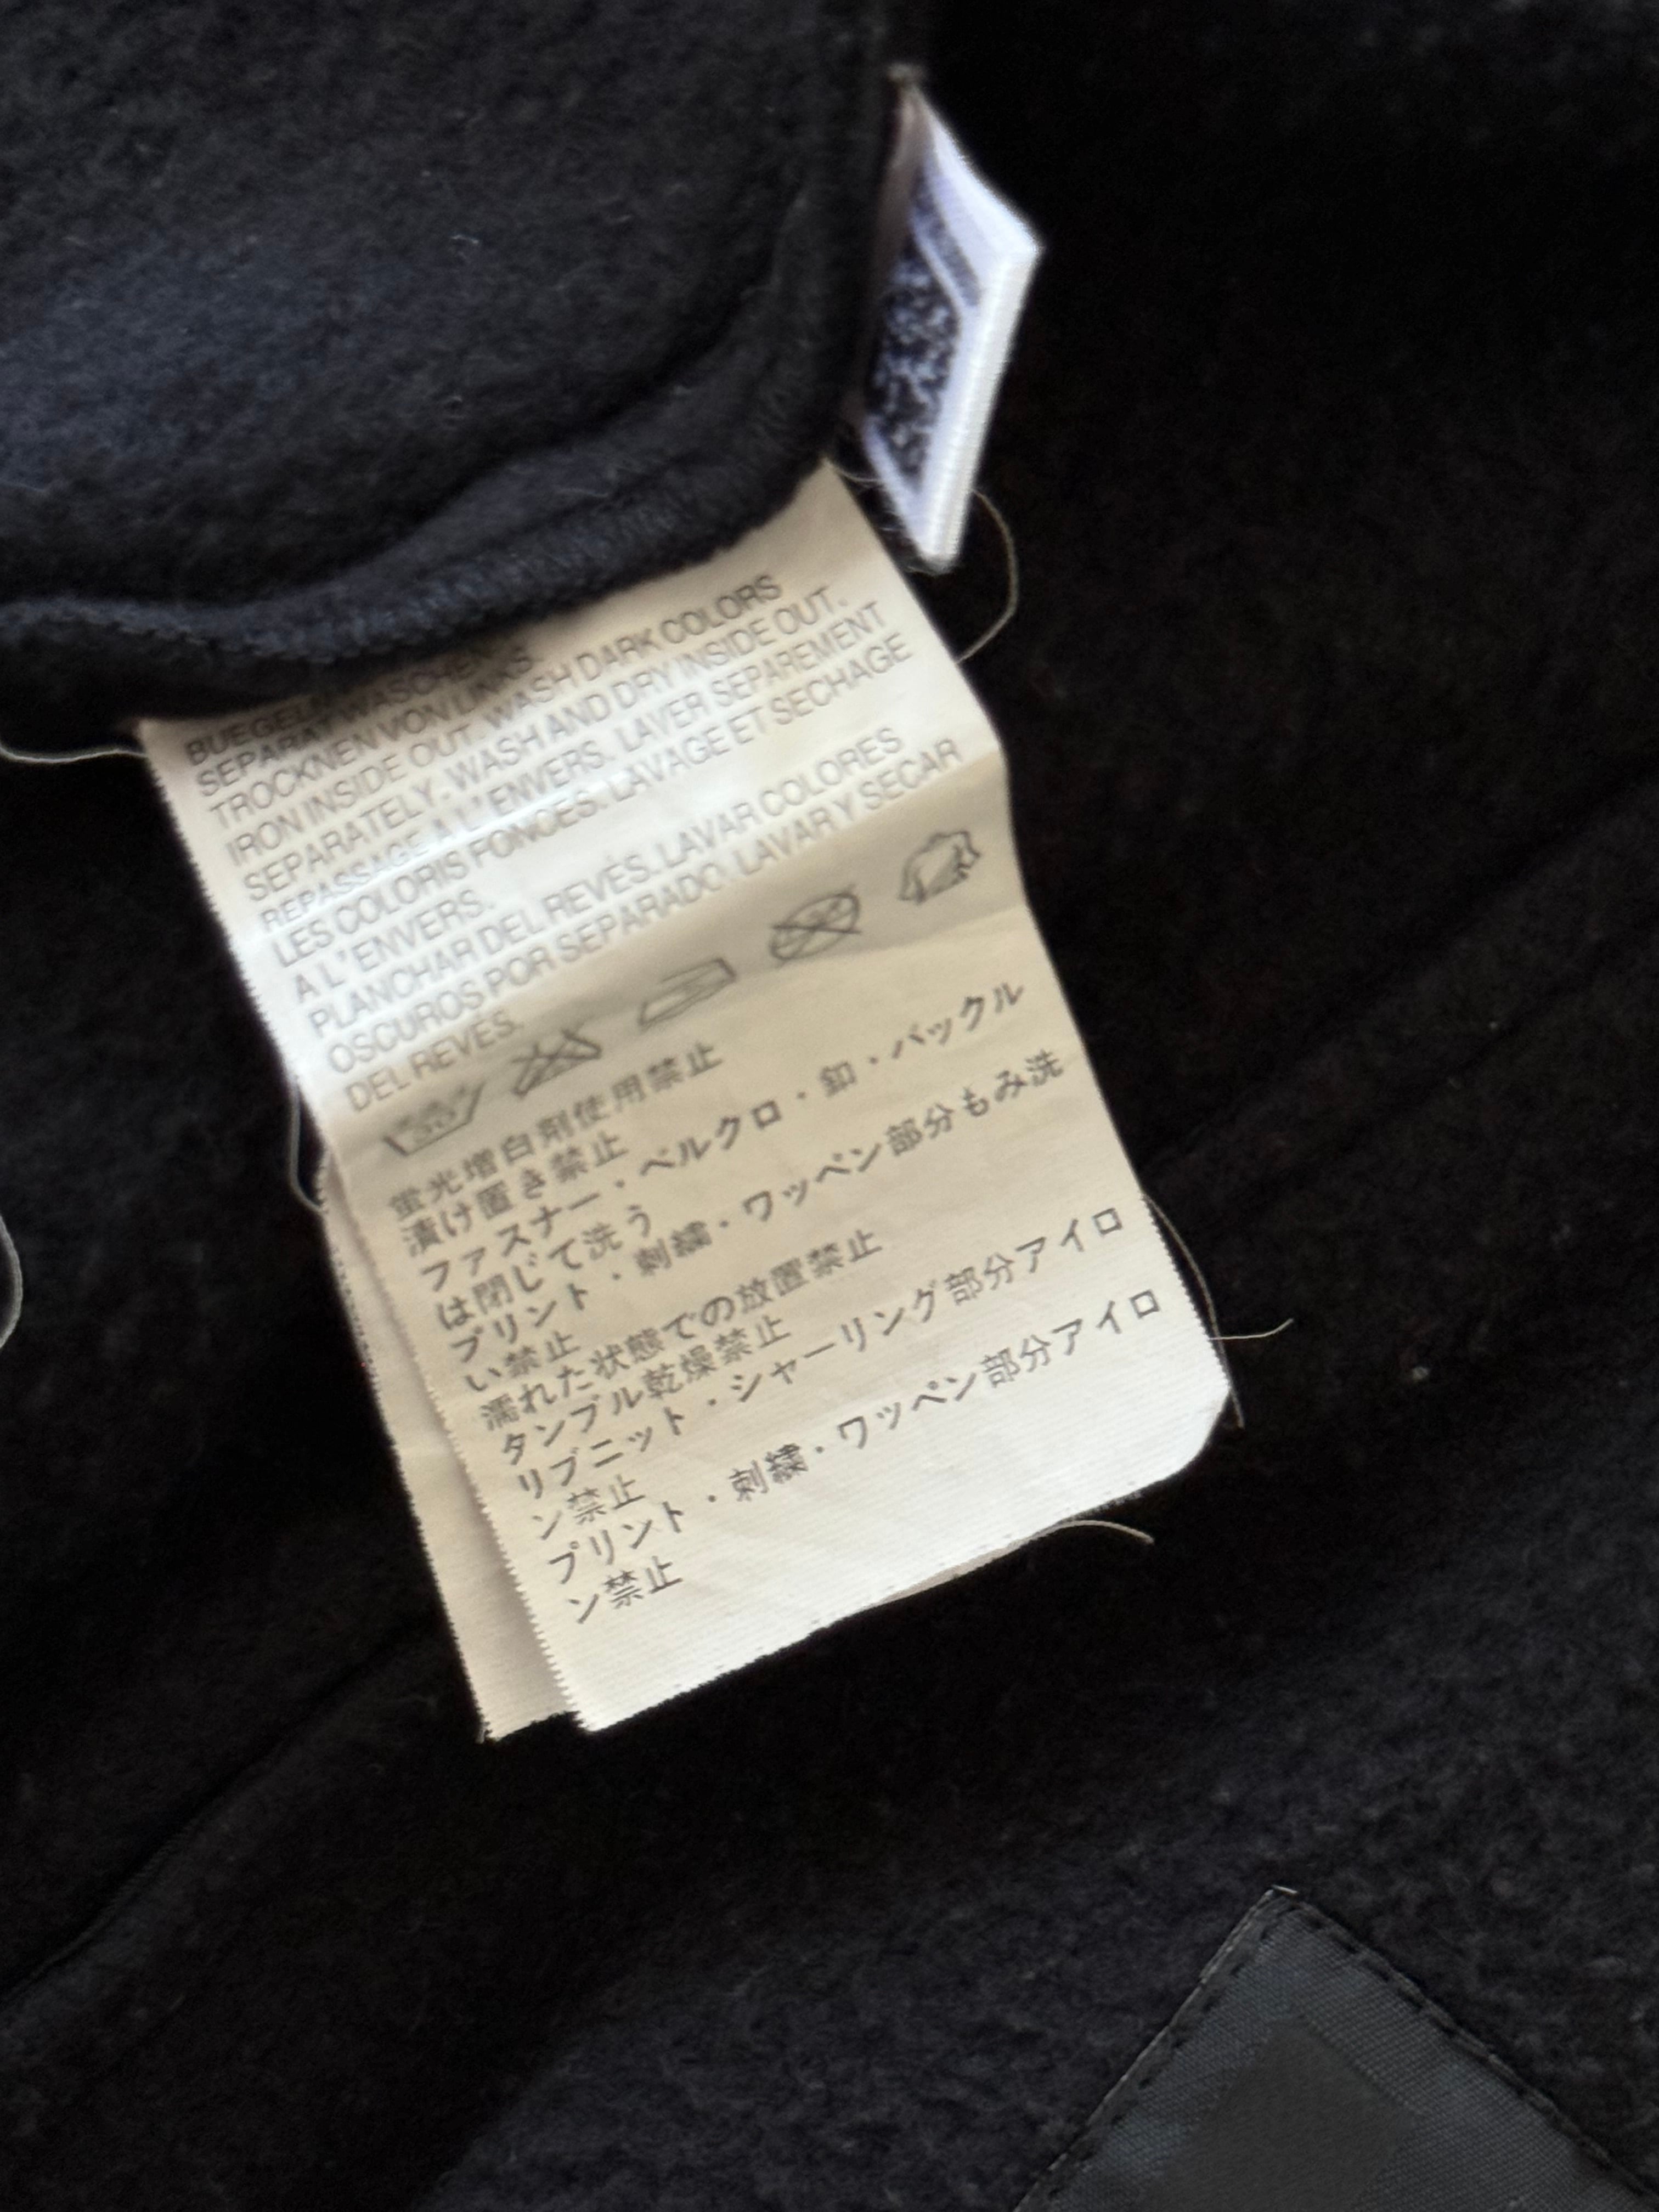 BUEGELN
SEPARAT WASCHEN.
TROCKNEN VON LINKS.
IRON INSIDE OUT. WASH DARK COLORS
SEPARATELY. WASH AND DRY INSIDE OUT.
REPASSAGE A L'ENVERS. LAVER SEPAREMENT
LES COLORIS FONCES. LAVAGE ET SECHAGE
A L'ENVERS.
PLANCHAR DEL REVÉS. LAVAR COLORES
OSCUROS POR SEPARADO. LAVAR Y SECAR
DEL REVÉS.
蛍光増白剤使用禁止
漬け置き禁止
ファスナー・ベルクロ・釦・バックル
は閉じて洗う
プリント・刺繍・ワッペン部分もみ洗
い禁止
濡れた状態での放置禁止
タンブル乾燥禁止
リブニット・シャーリング部分アイロ
ン禁止
プリント・刺繍・ワッペン部分アイロ
ン禁止